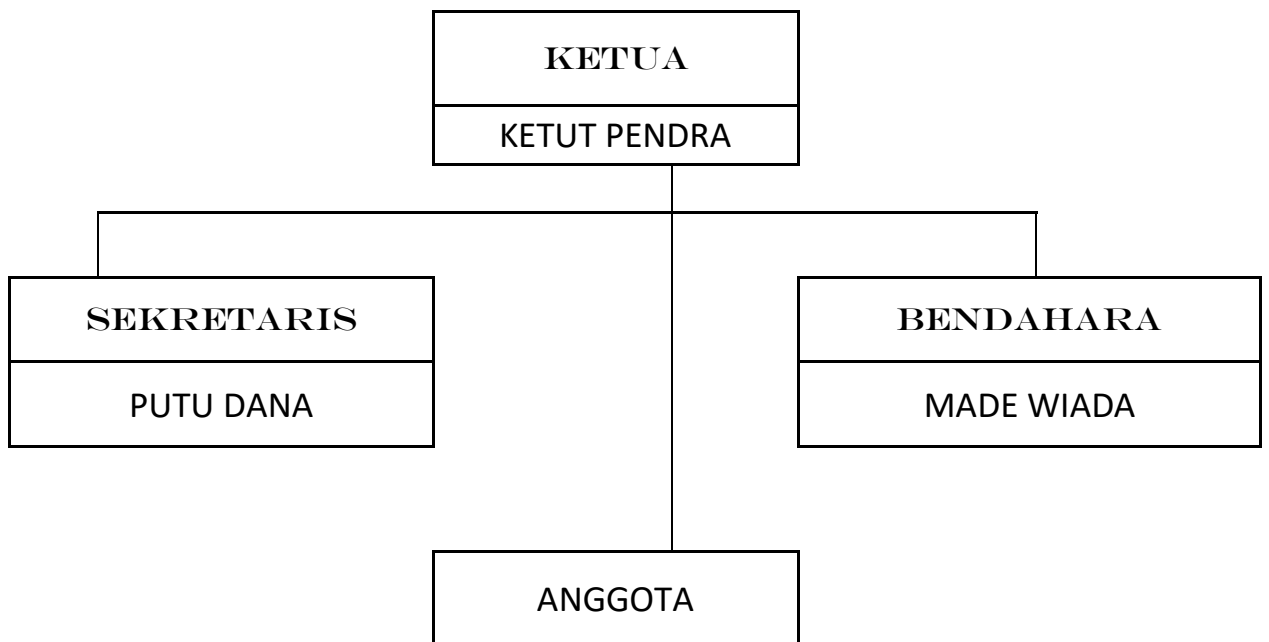 KETUA
KETUT PENDRA
SEKRETARIS
PUTU DANA
BENDAHARA
MADE WIADA
ANGGOTA